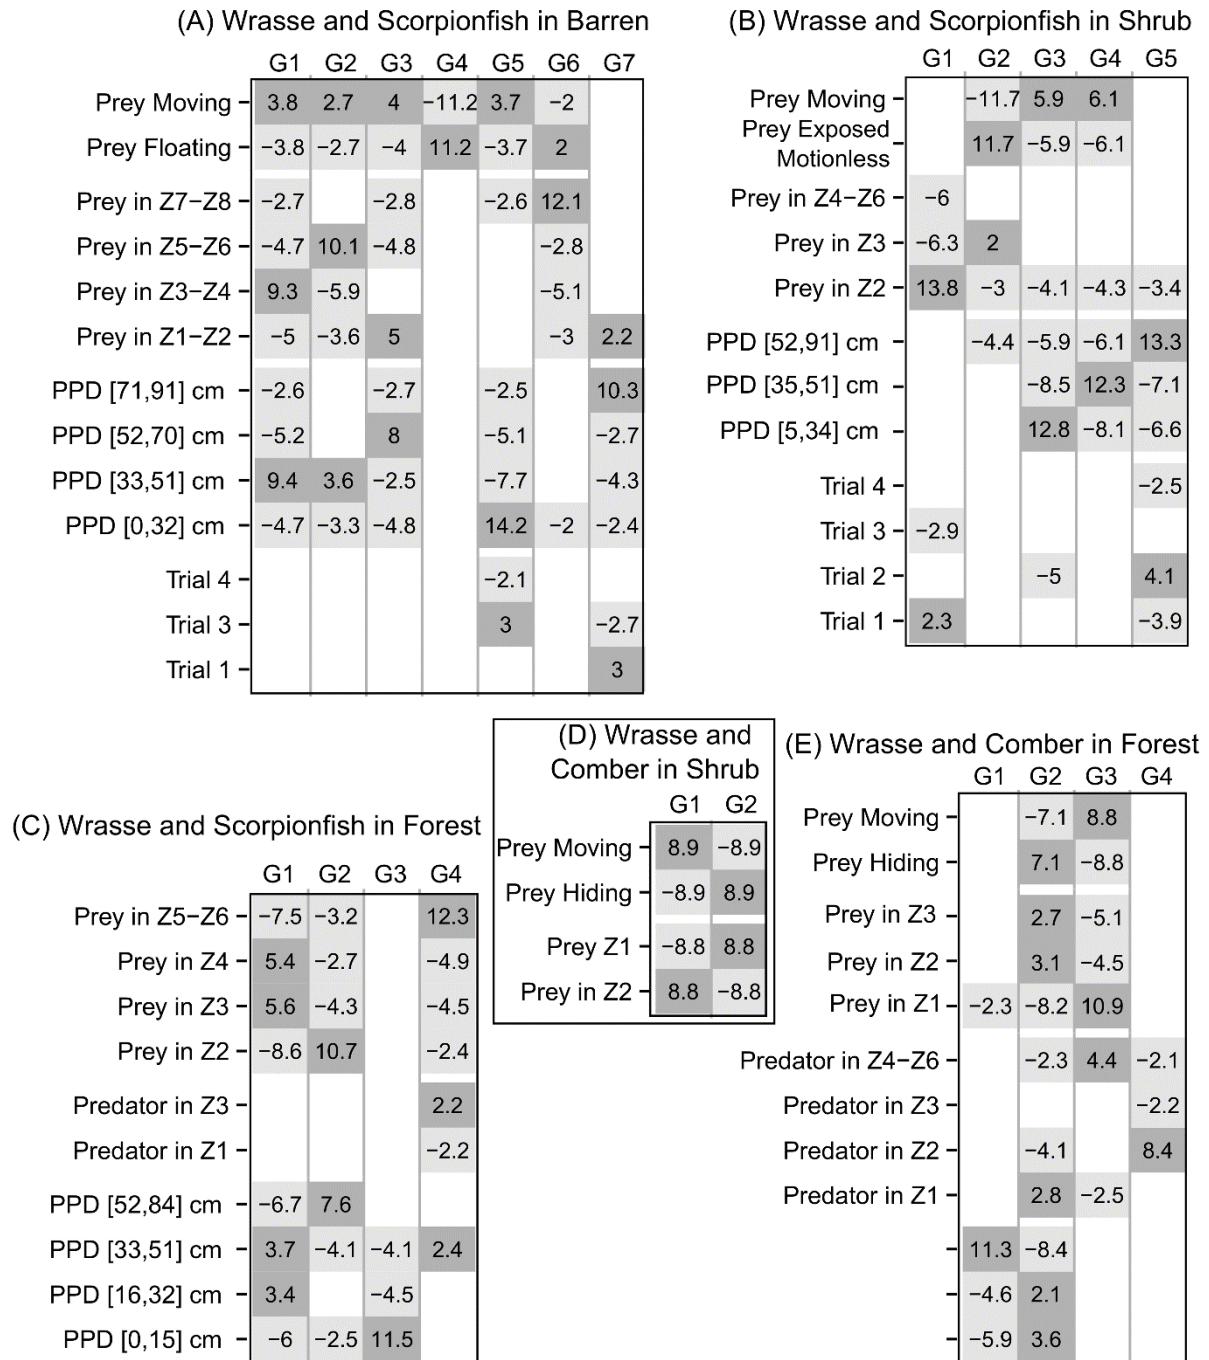 (A) Wrasse and Scorpionfish in Barren
G1 G2 G3 G4 G5 G6 G7
Prey Moving 3.8 2.7 4 −11.2 3.7 −2
Prey Floating −3.8 −2.7 −4 11.2 −3.7 2
Prey in Z7−Z8 −2.7 −2.8 −2.6 12.1
Prey in Z5−Z6 −4.7 10.1 −4.8 −2.8
Prey in Z3−Z4 9.3 −5.9 −5.1
Prey in Z1−Z2 −5 −3.6 5 −3 2.2
PPD [71,91] cm −2.6 −2.7 −2.5 10.3
PPD [52,70] cm −5.2 8 −5.1 −2.7
PPD [33,51] cm 9.4 3.6 −2.5 −7.7 −4.3
PPD [0,32] cm −4.7 −3.3 −4.8 14.2 −2 −2.4
Trial 4 −2.1
Trial 3 3 −2.7
Trial 1 3
(B) Wrasse and Scorpionfish in Shrub
G1 G2 G3 G4 G5
Prey Moving −11.7 5.9 6.1
Prey Exposed
Motionless 11.7 −5.9 −6.1
Prey in Z4−Z6 −6
Prey in Z3 −6.3 2
Prey in Z2 13.8 −3 −4.1 −4.3 −3.4
PPD [52,91] cm −4.4 −5.9 −6.1 13.3
PPD [35,51] cm −8.5 12.3 −7.1
PPD [5,34] cm 12.8 −8.1 −6.6
Trial 4 −2.5
Trial 3 −2.9
Trial 2 −5 4.1
Trial 1 2.3 −3.9
(C) Wrasse and Scorpionfish in Forest
G1 G2 G3 G4
Prey in Z5−Z6 −7.5 −3.2 12.3
Prey in Z4 5.4 −2.7 −4.9
Prey in Z3 5.6 −4.3 −4.5
Prey in Z2 −8.6 10.7 −2.4
Predator in Z3 2.2
Predator in Z1 −2.2
PPD [52,84] cm −6.7 7.6
PPD [33,51] cm 3.7 −4.1 −4.1 2.4
PPD [16,32] cm 3.4 −4.5
PPD [0,15] cm −6 −2.5 11.5
(D) Wrasse and
Comber in Shrub
G1 G2
Prey Moving 8.9 −8.9
Prey Hiding −8.9 8.9
Prey Z1 −8.8 8.8
Prey in Z2 8.8 −8.8
(E) Wrasse and Comber in Forest
G1 G2 G3 G4
Prey Moving −7.1 8.8
Prey Hiding 7.1 −8.8
Prey in Z3 2.7 −5.1
Prey in Z2 3.1 −4.5
Prey in Z1 −2.3 −8.2 10.9
Predator in Z4−Z6 −2.3 4.4 −2.1
Predator in Z3 −2.2
Predator in Z2 −4.1 8.4
Predator in Z1 2.8 −2.5
11.3 −8.4
−4.6 2.1
−5.9 3.6